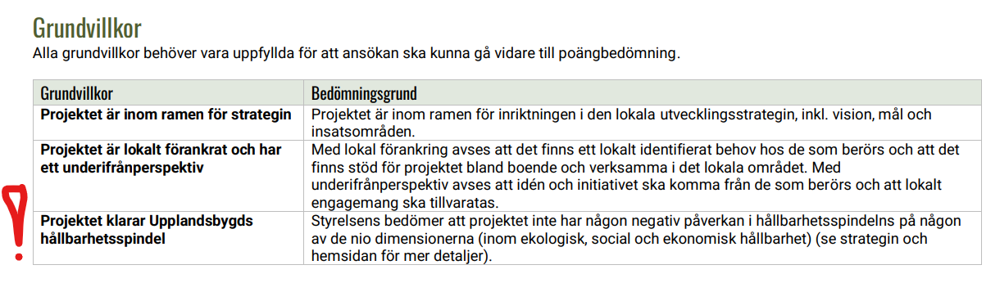 Grundvillkor
Alla grundvillkor behöver vara uppfyllda för att ansökan ska kunna gå vidare till poängbedömning.
Grundvillkor
Bedömningsgrund
Projektet är inom ramen för strategin
Projektet är inom ramen för inriktningen i den lokala utvecklingsstrategin, inkl. vision, mål och
insatsområden.
Projektet är lokalt förankrat och har
ett underifrånperspektiv
Med lokal förankring avses att det finns ett lokalt identifierat behov hos de som berörs och att det
finns stöd för projektet bland boende och verksamma i det lokala området. Med
underifrånperspektiv avses att idén och initiativet ska komma från de som berörs och att lokalt
engagemang ska tillvaratas.
Projektet klarar Upplandsbygds
hållbarhetsspindel
Styrelsens bedömer att projektet inte har någon negativ påverkan i hållbarhetsspindelns på någon
av de nio dimensionerna (inom ekologisk, social och ekonomisk hållbarhet) (se strategin och
hemsidan för mer detaljer).